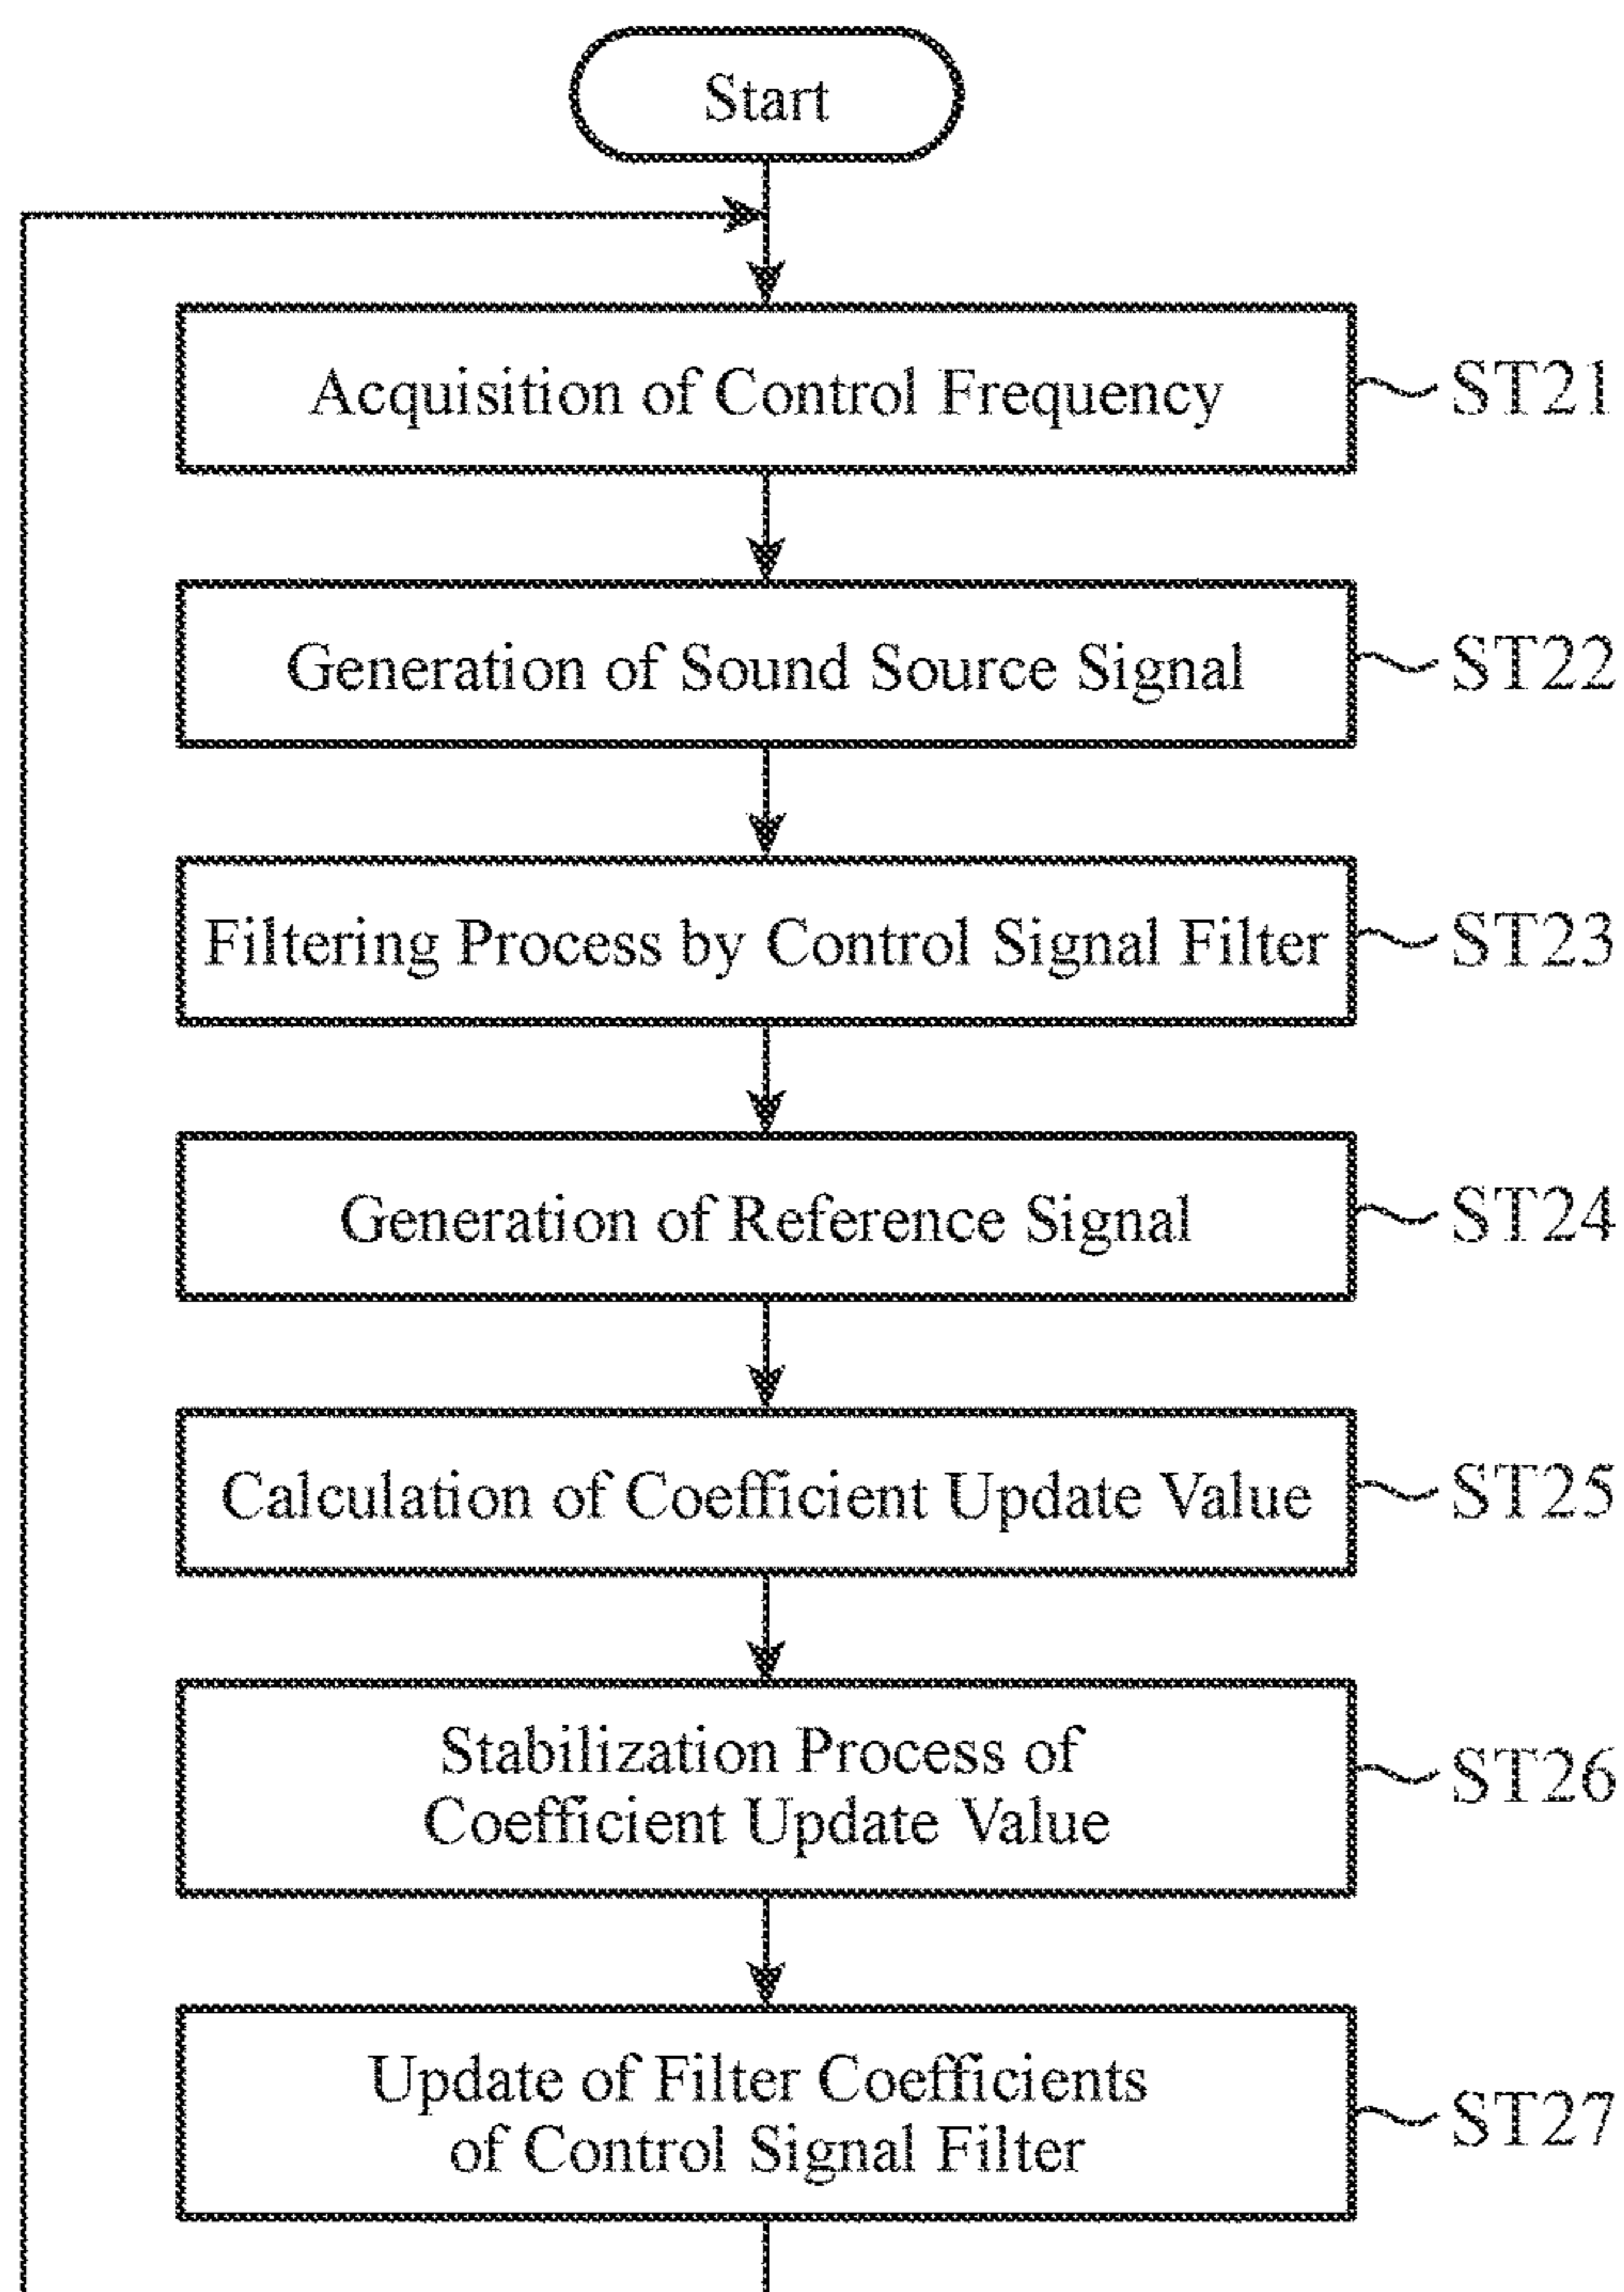 Start
Acquisition of Control Frequency
ST21
Generation of Sound Source Signal
ST22
Filtering Process by Control Signal Filter
ST23
Generation of Reference Signal
ST24
Calculation of Coefficient Update Value
ST25
Stabilization Process of
Coefficient Update Value
ST26
Update of Filter Coefficients
of Control Signal Filter
ST27